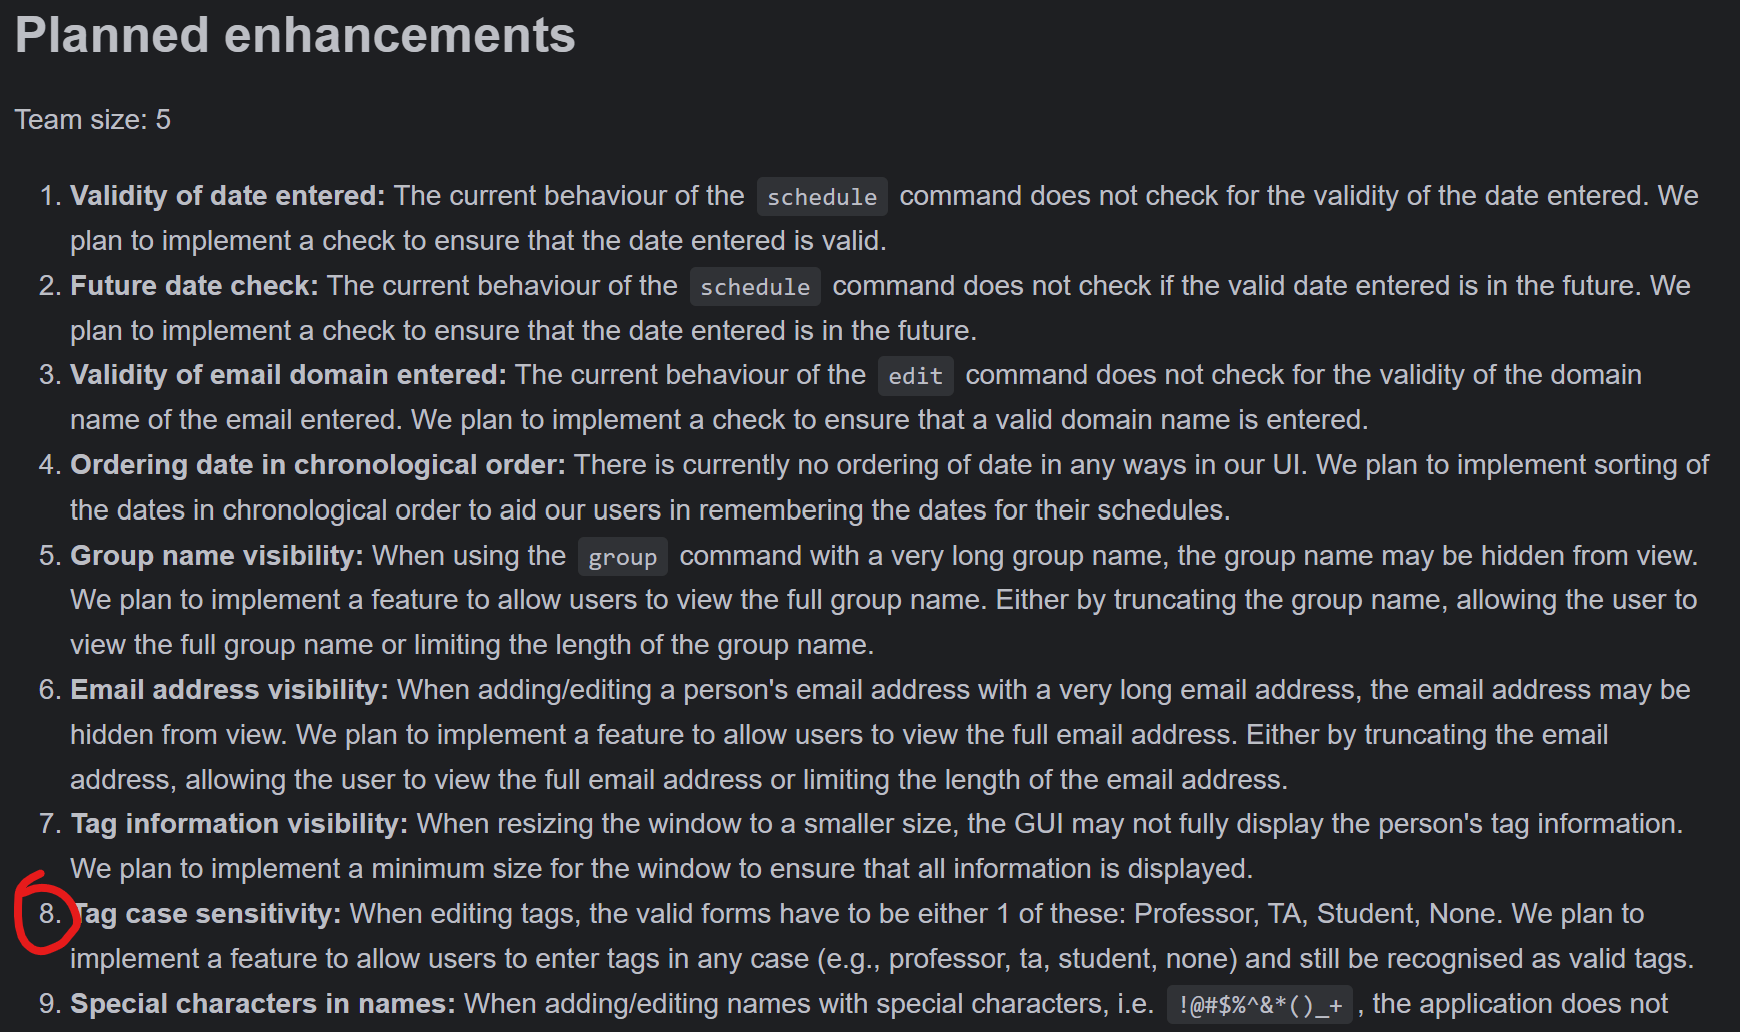 Planned enhancements
Team size: 5
1. Validity of date entered: The current behaviour of the schedule command does not check for the validity of the date entered. We
plan to implement a check to ensure that the date entered is valid.
2. Future date check: The current behaviour of the schedule command does not check if the valid date entered is in the future. We
plan to implement a check to ensure that the date entered is in the future.
3. Validity of email domain entered: The current behaviour of the edit command does not check for the validity of the domain
name of the email entered. We plan to implement a check to ensure that a valid domain name is entered.
4. Ordering date in chronological order: There is currently no ordering of date in any ways in our UI. We plan to implement sorting of
the dates in chronological order to aid our users in remembering the dates for their schedules.
5. Group name visibility: When using the group command with a very long group name, the group name may be hidden from view.
We plan to implement a feature to allow users to view the full group name. Either by truncating the group name, allowing the user to
view the full group name or limiting the length of the group name.
6. Email address visibility: When adding/editing a person's email address with a very long email address, the email address may be
hidden from view. We plan to implement a feature to allow users to view the full email address. Either by truncating the email
address, allowing the user to view the full email address or limiting the length of the email address.
7. Tag information visibility: When resizing the window to a smaller size, the GUI may not fully display the person's tag information.
We plan to implement a minimum size for the window to ensure that all information is displayed.
8. Tag case sensitivity: When editing tags, the valid forms have to be either 1 of these: Professor, TA, Student, None. We plan to
implement a feature to allow users to enter tags in any case (e.g., professor, ta, student, none) and still be recognised as valid tags.
9. Special characters in names: When adding/editing names with special characters, i.e. !@#$%^&*()_+ , the application does not